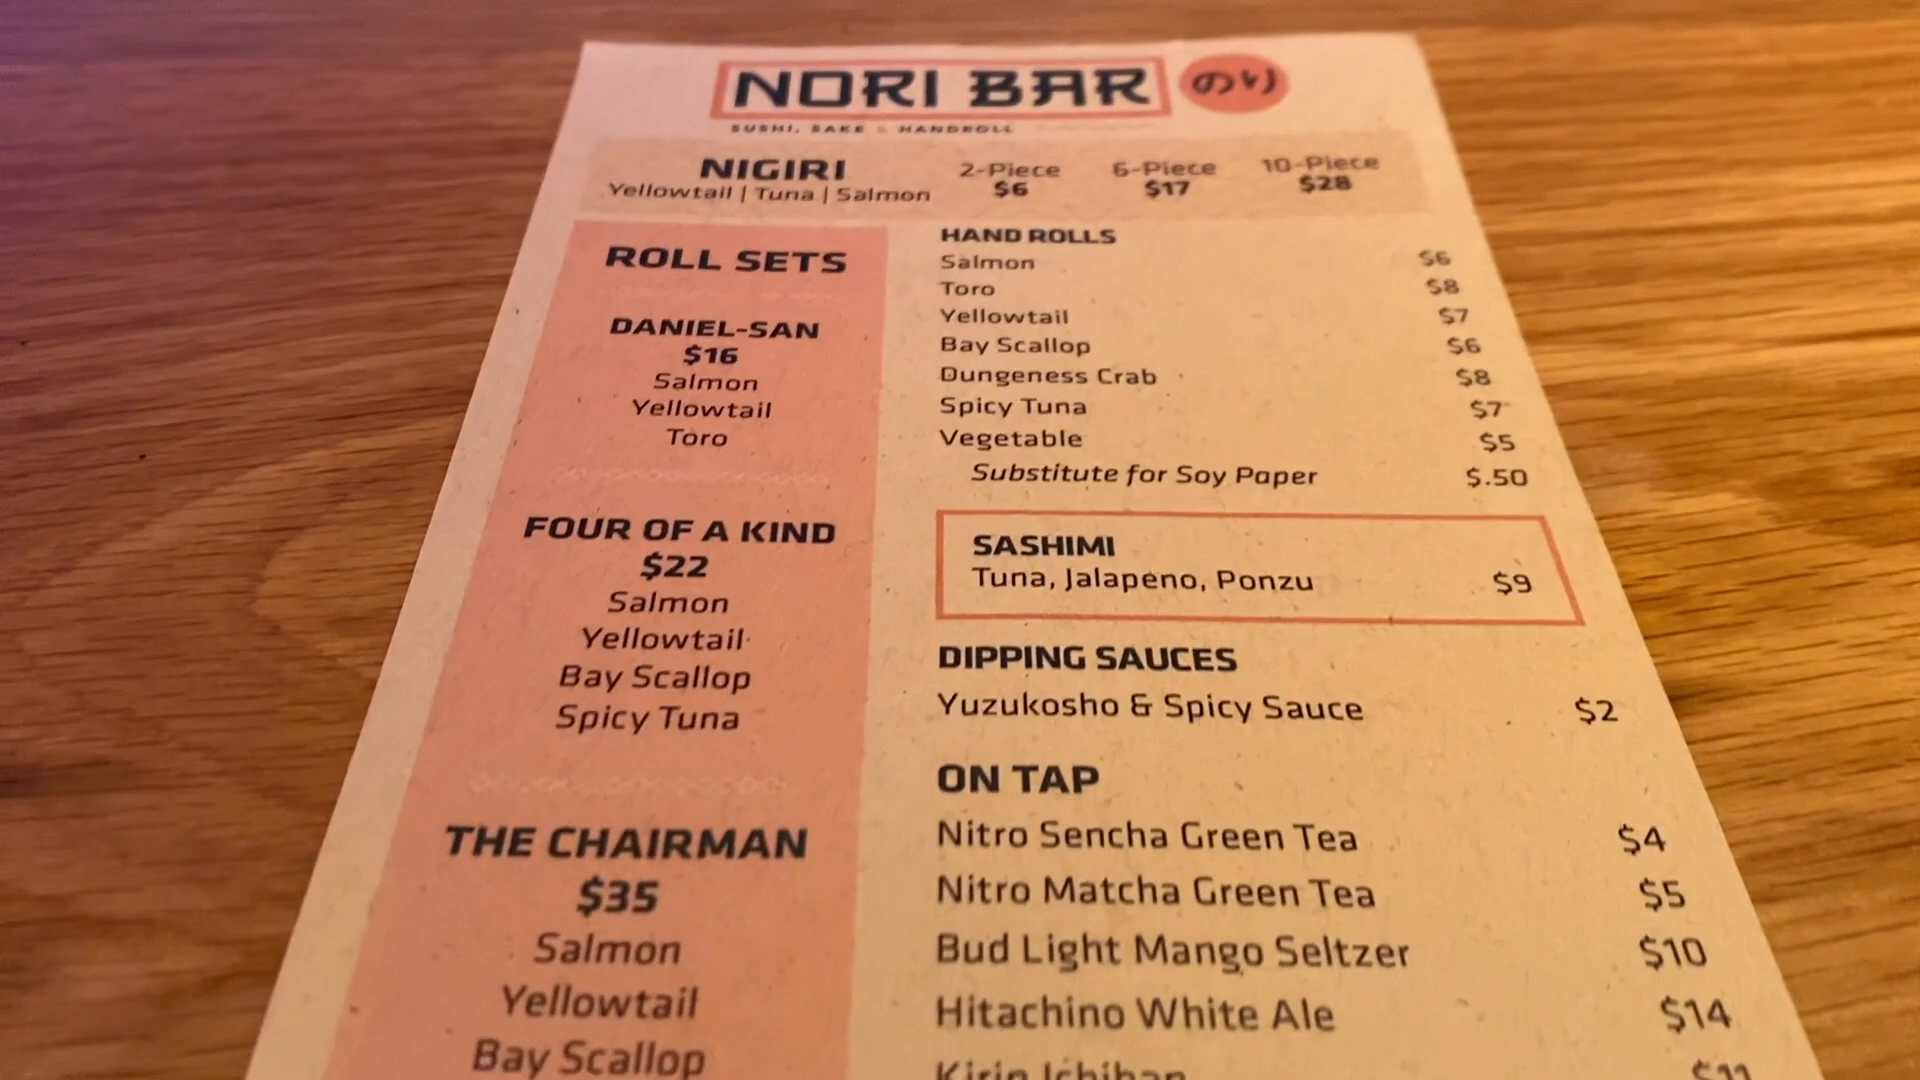 NORI BAR のり
SUSHI, SAKE & HANDROLL
NIGIRI
Yellowtail | Tuna | Salmon
2-Piece 6-Piece 10-Piece
$6 $17 $28
ROLL SETS
DANIEL-SAN
$16
Salmon
Yellowtail
Toro
FOUR OF A KIND
$22
Salmon
Yellowtail
Bay Scallop
Spicy Tuna
THE CHAIRMAN
$35
Salmon
Yellowtail
Bay Scallop
HAND ROLLS
Salmon $6
Toro $8
Yellowtail $7
Bay Scallop $6
Dungeness Crab $8
Spicy Tuna $7
Vegetable $5
Substitute for Soy Paper $.50
SASHIMI
Tuna, Jalapeno, Ponzu $9
DIPPING SAUCES
Yuzukosho & Spicy Sauce $2
ON TAP
Nitro Sencha Green Tea $4
Nitro Matcha Green Tea $5
Bud Light Mango Seltzer $10
Hitachino White Ale $14
Kirin Ichiban $11